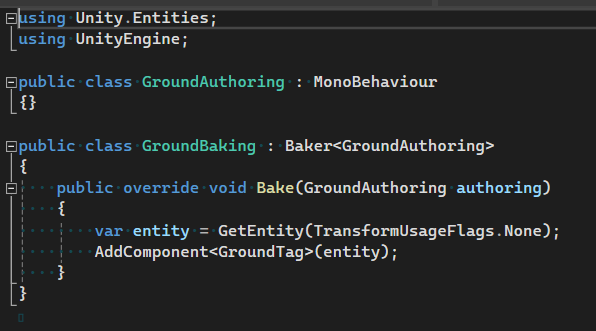 using Unity.Entities;
using UnityEngine;
public class GroundAuthoring : MonoBehaviour
{}
public class GroundBaking : Baker<GroundAuthoring>
{
    public override void Bake(GroundAuthoring authoring)
    {
        var entity = GetEntity(TransformUsageFlags.None);
        AddComponent<GroundTag>(entity);
    }
}